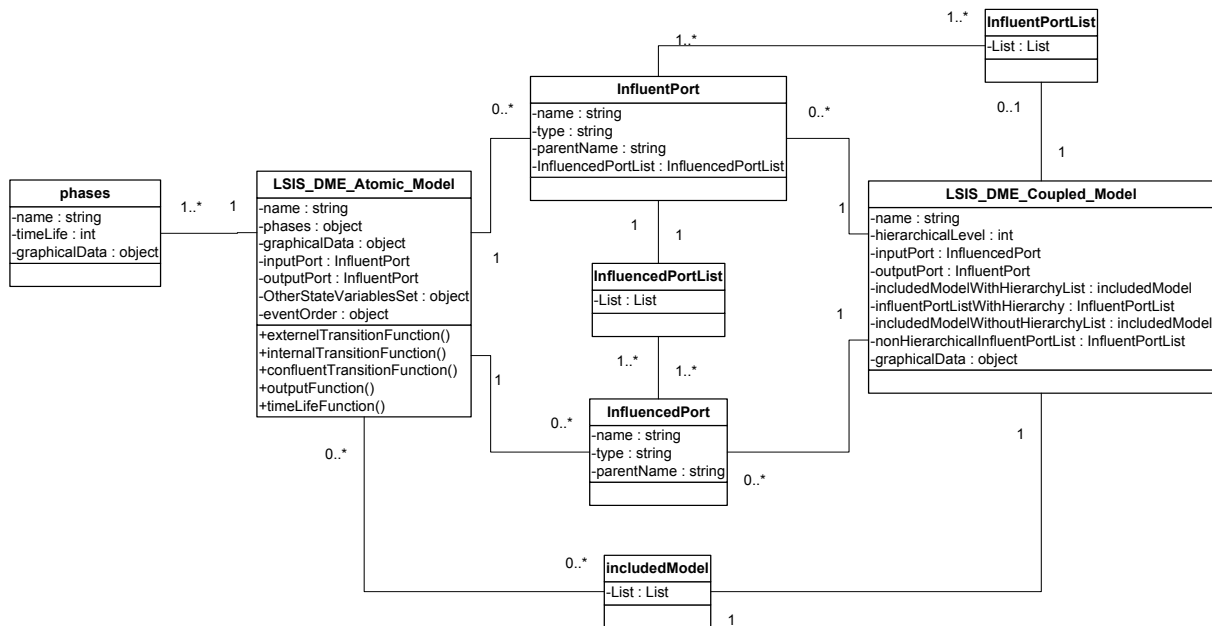 InfluentPortList
-List : List
1..*
1..*
0..1
1
InfluentPort
-name : string
-type : string
-parentName : string
-InfluencedPortList : InfluencedPortList
0..*
0..*
phases
-name : string
-timeLife : int
-graphicalData : object
1..*
1
LSIS_DME_Atomic_Model
-name : string
-phases : object
-graphicalData : object
-inputPort : InfluentPort
-outputPort : InfluentPort
-OtherStateVariablesSet : object
-eventOrder : object
+externelTransitionFunction()
+internalTransitionFunction()
+confluentTransitionFunction()
+outputFunction()
+timeLifeFunction()
1
1
1
1
InfluencedPortList
-List : List
1..*
1..*
InfluencedPort
-name : string
-type : string
-parentName : string
0..*
0..*
LSIS_DME_Coupled_Model
-name : string
-hierarchicalLevel : int
-inputPort : InfluencedPort
-outputPort : InfluentPort
-includedModelWithHierarchyList : includedModel
-influentPortListWithHierarchy : InfluentPortList
-includedModelWithoutHierarchyList : includedModel
-nonHierarchicalInfluentPortList : InfluentPortList
-graphicalData : object
1
1
1
0..*
0..*
includedModel
-List : List
1